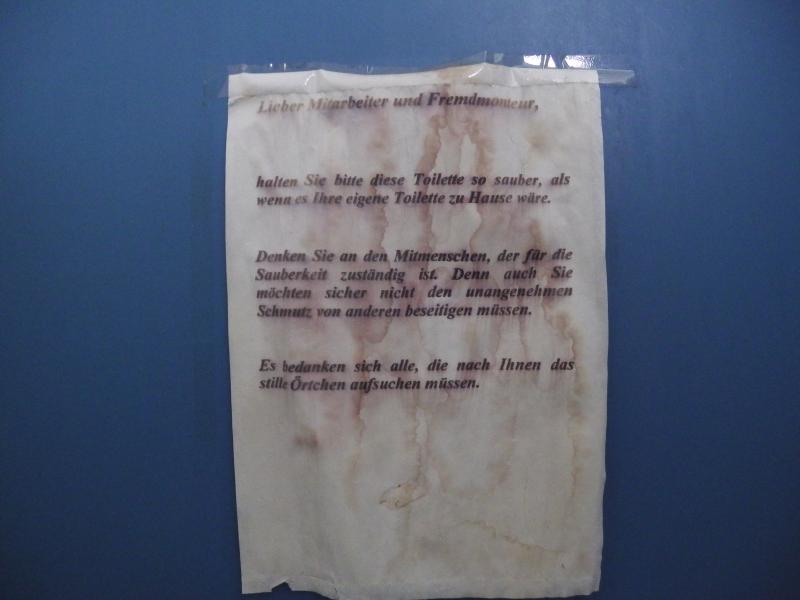 Lieber Mitarbeiter und Fremdmonteur,
halten Sie bitte diese Toilette so sauber, als
wenn es Ihre eigene Toilette zu Hause wäre.
Denken Sie an den Mitmenschen, der für die
Sauberkeit zuständig ist. Denn auch Sie
möchten sicher nicht den unangenehmen
Schmutz von anderen beseitigen müssen.
Es bedanken sich alle, die nach Ihnen das
stille Örtchen aufsuchen müssen.